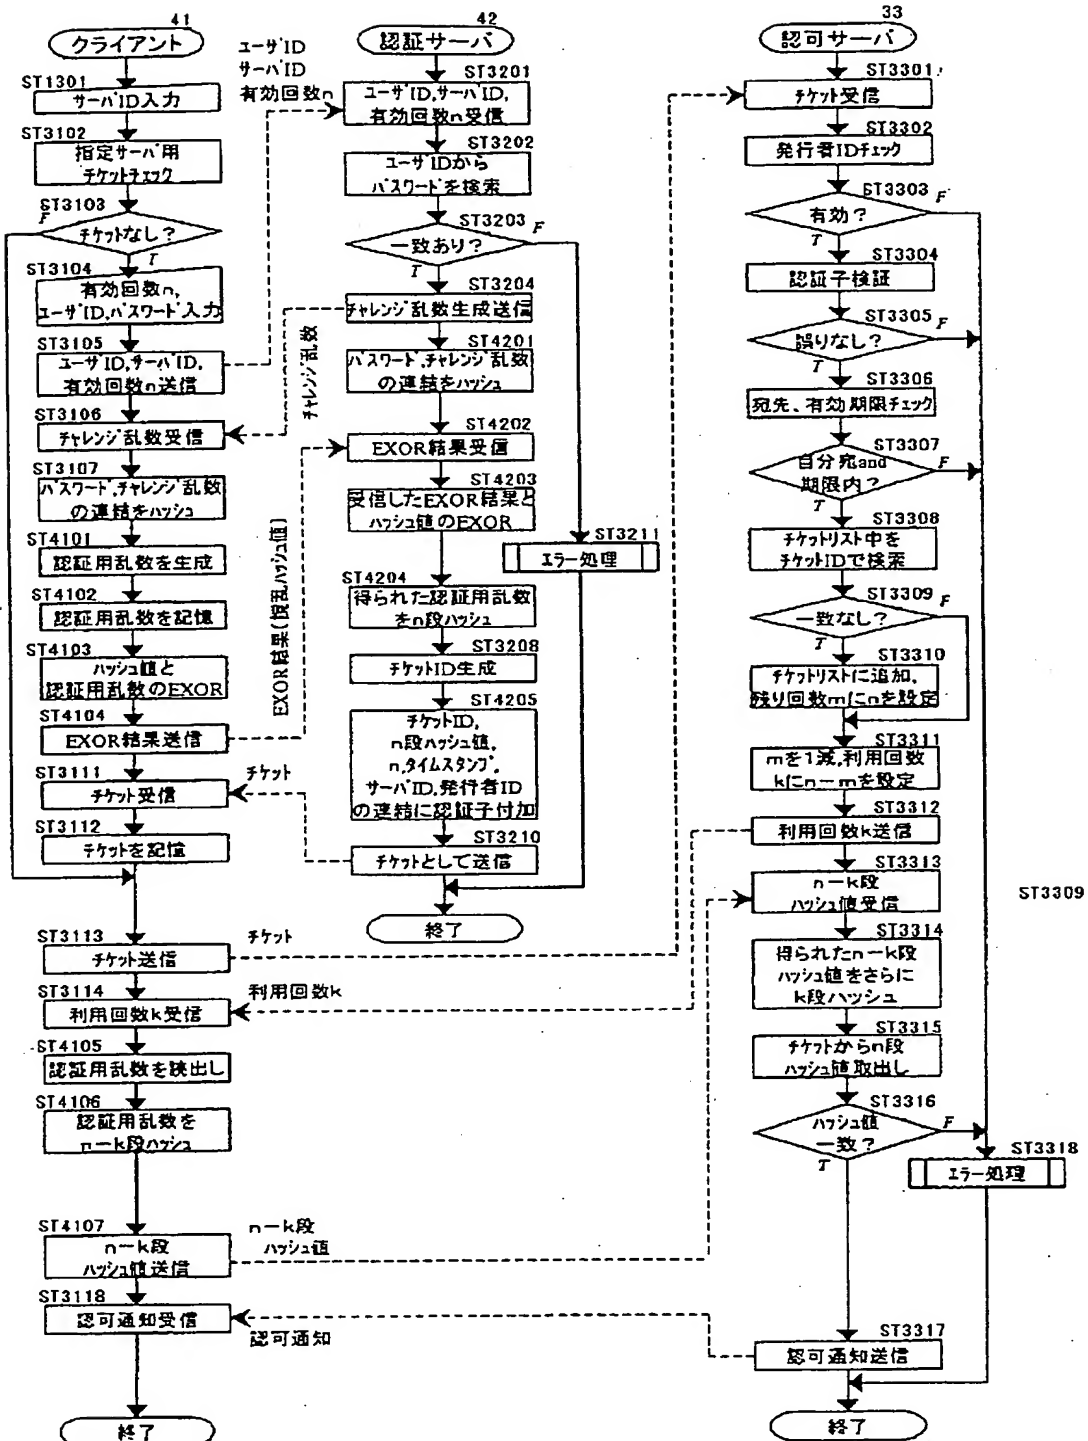 41
クライアント
ST1301
サーバID入力
ST3102
指定サーバ用
チケットチェック
ST3103
F
チケットなし?
T
ST3104
有効回数n,
ユーザID,パスワード入力
ST3105
ユーザID,サーバID,
有効回数n送信
ST3106
チャレンジ乱数受信
ST3107
パスワード,チャレンジ乱数
の連結をハッシュ
ST4101
認証用乱数を生成
ST4102
認証用乱数を記憶
ST4103
ハッシュ値と
認証用乱数のEXOR
ST4104
EXOR結果送信
ST3111
チケット受信
ST3112
チケットを記憶
ST3113
チケット送信
ST3114
利用回数k受信
ST4105
認証用乱数を読出し
ST4106
認証用乱数を
n−k段ハッシュ
ST4107
n−k段
ハッシュ値送信
ST3118
認可通知受信
終了
ユーザID
サーバID
有効回数n
チャレンジ乱数
EXOR結果(撹乱ハッシュ値)
チケット
チケット
利用回数k
n−k段
ハッシュ値
認可通知
42
認証サーバ
ST3201
ユーザID,サーバID,
有効回数n受信
ST3202
ユーザIDから
パスワードを検索
ST3203
F
一致あり?
T
ST3204
チャレンジ乱数生成送信
ST4201
パスワード,チャレンジ乱数
の連結をハッシュ
ST4202
EXOR結果受信
ST4203
受信したEXOR結果と
ハッシュ値のEXOR
ST3211
エラー処理
ST4204
得られた認証用乱数
をn段ハッシュ
ST3208
チケットID生成
ST4205
チケットID,
n段ハッシュ値,
n,タイムスタンプ,
サーバID,発行者ID
の連結に認証子付加
ST3210
チケットとして送信
終了
33
認可サーバ
ST3301
チケット受信
ST3302
発行者IDチェック
ST3303
F
有効?
T
ST3304
認証子検証
ST3305
F
誤りなし?
T
ST3306
宛先、有効期限チェック
ST3307
自分宛and
F
期限内?
T
ST3308
チケットリスト中を
チケットIDで検索
ST3309
F
一致なし?
T
ST3310
チケットリストに追加,
残り回数mにnを設定
ST3311
mを1減,利用回数
kにn−mを設定
ST3312
利用回数k送信
ST3313
n−k段
ハッシュ値受信
ST3309
ST3314
得られたn−k段
ハッシュ値をさらに
k段ハッシュ
ST3315
チケットからn段
ハッシュ値取出し
ST3316
ハッシュ値
F
一致?
T
ST3318
エラー処理
ST3317
認可通知送信
終了